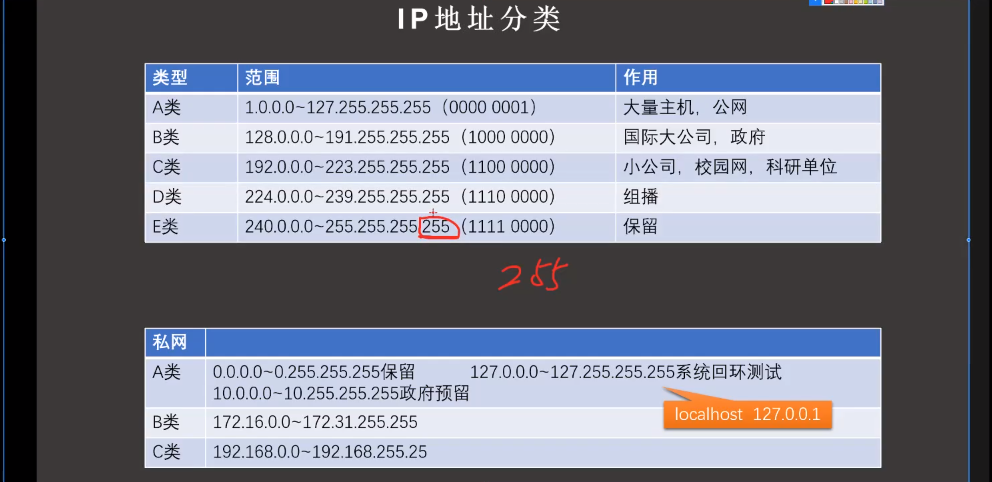 IP地址分类
类型 范围 作用
A类 1.0.0.0~127.255.255.255（0000 0001） 大量主机，公网
B类 128.0.0.0~191.255.255.255（1000 0000） 国际大公司，政府
C类 192.0.0.0~223.255.255.255（1100 0000） 小公司，校园网，科研单位
D类 224.0.0.0~239.255.255.255（1110 0000） 组播
E类 240.0.0.0~255.255.255.255（1111 0000） 保留
255
私网
A类 0.0.0.0~0.255.255.255保留 127.0.0.0~127.255.255.255系统回环测试
10.0.0.0~10.255.255.255政府预留
localhost 127.0.0.1
B类 172.16.0.0~172.31.255.255
C类 192.168.0.0~192.168.255.25